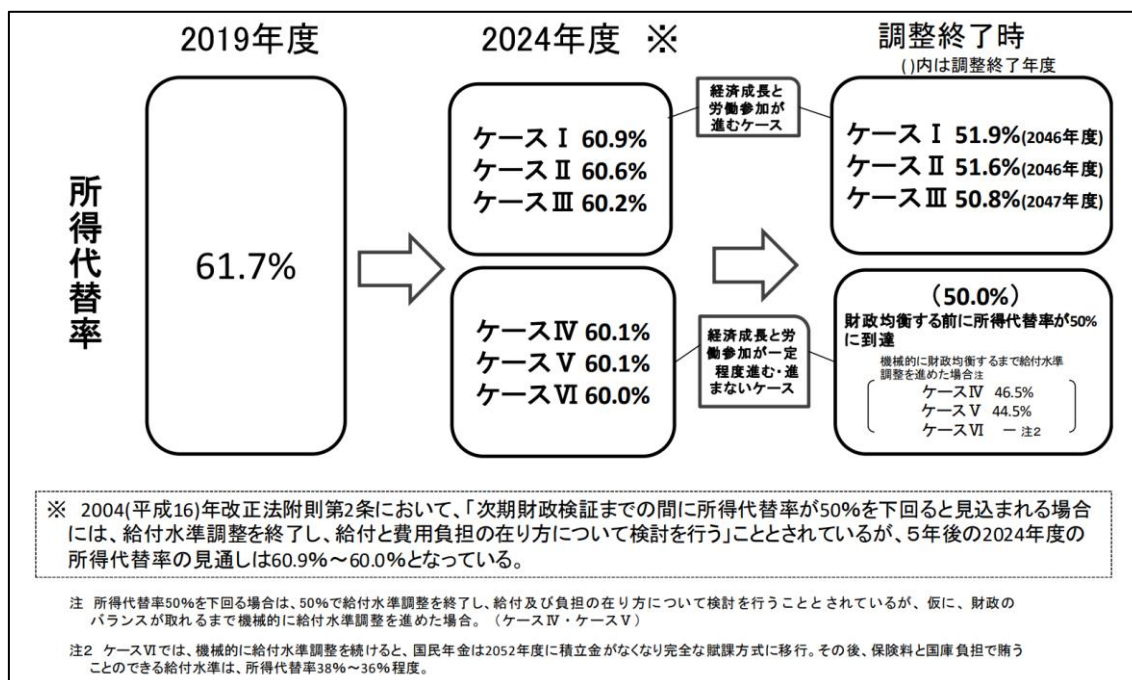 2019年度
2024年度 ※
調整終了時
()内は調整終了年度
所得代替率
61.7%
ケースⅠ 60.9%
ケースⅡ 60.6%
ケースⅢ 60.2%
経済成長と
労働参加が
進むケース
ケースⅠ 51.9%(2046年度)
ケースⅡ 51.6%(2046年度)
ケースⅢ 50.8%(2047年度)
ケースⅣ 60.1%
ケースⅤ 60.1%
ケースⅥ 60.0%
経済成長と労
働参加が一定
程度進む・進
まないケース
(50.0%)
財政均衡する前に所得代替率が50%
に到達
機械的に財政均衡するまで給付水準
調整を進めた場合注
ケースⅣ 46.5%
ケースⅤ 44.5%
ケースⅥ ー 注2
※ 2004(平成16)年改正法附則第2条において、「次期財政検証までの間に所得代替率が50%を下回ると見込まれる場合
には、給付水準調整を終了し、給付と費用負担の在り方について検討を行う」こととされているが、5年後の2024年度の
所得代替率の見通しは60.9%～60.0%となっている。
注 所得代替率50%を下回る場合は、50%で給付水準調整を終了し、給付及び負担の在り方について検討を行うこととされているが、仮に、財政の
バランスが取れるまで機械的に給付水準調整を進めた場合。(ケースⅣ・ケースⅤ)
注2 ケースⅥでは、機械的に給付水準調整を続けると、国民年金は2052年度に積立金がなくなり完全な賦課方式に移行。その後、保険料と国庫負担で賄う
ことのできる給付水準は、所得代替率38%～36%程度。